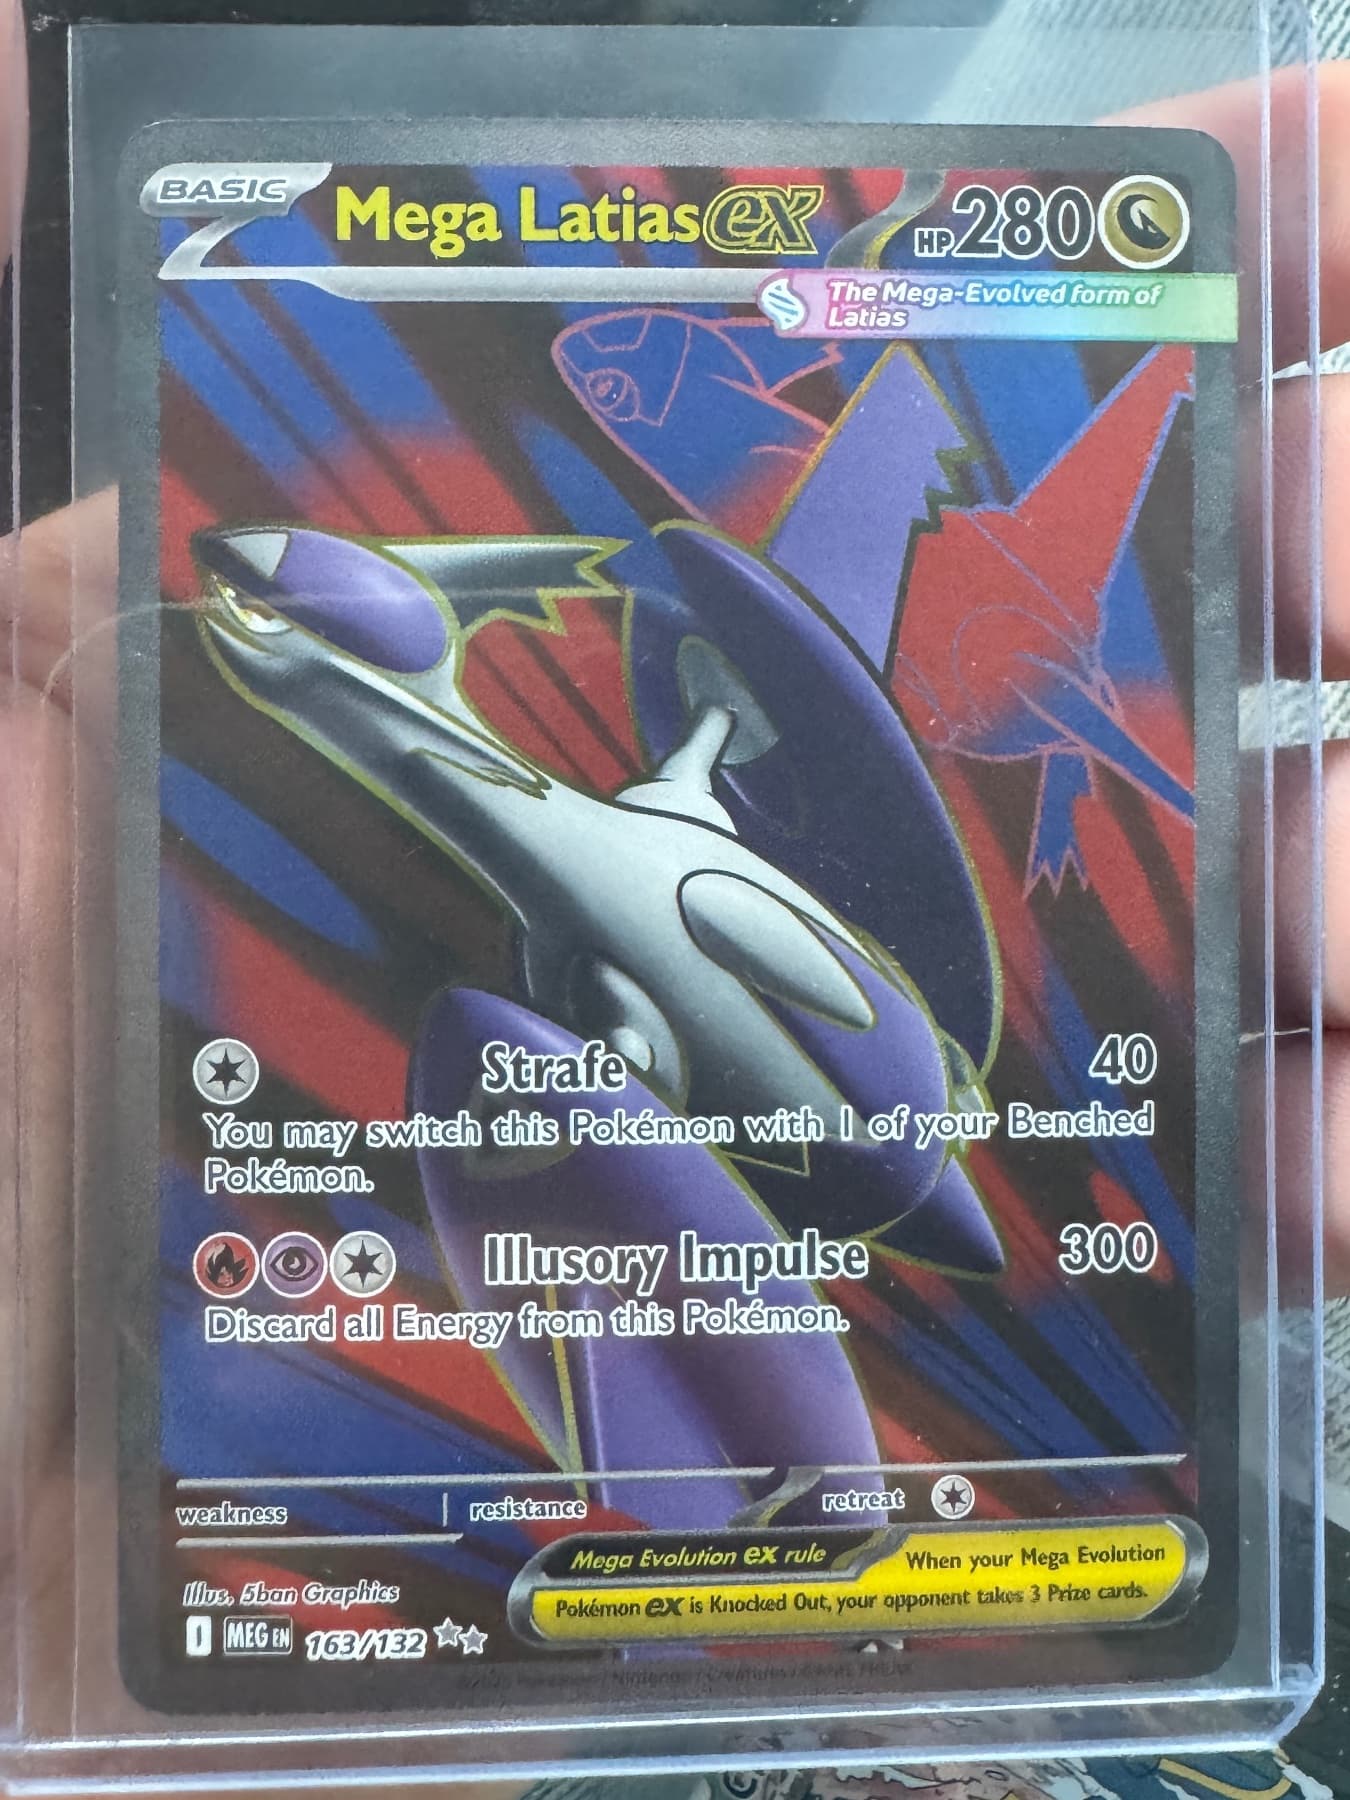 BASIC
Mega Latias ex
HP 280
The Mega-Evolved form of
Latias
Strafe 40
You may switch this Pokémon with 1 of your Benched
Pokémon.
Illusory Impulse 300
Discard all Energy from this Pokémon.
weakness resistance retreat
Mega Evolution ex rule When your Mega Evolution
Pokémon ex is Knocked Out, your opponent takes 3 Prize cards.
Illus. 5ban Graphics
I MEG EN 163/132